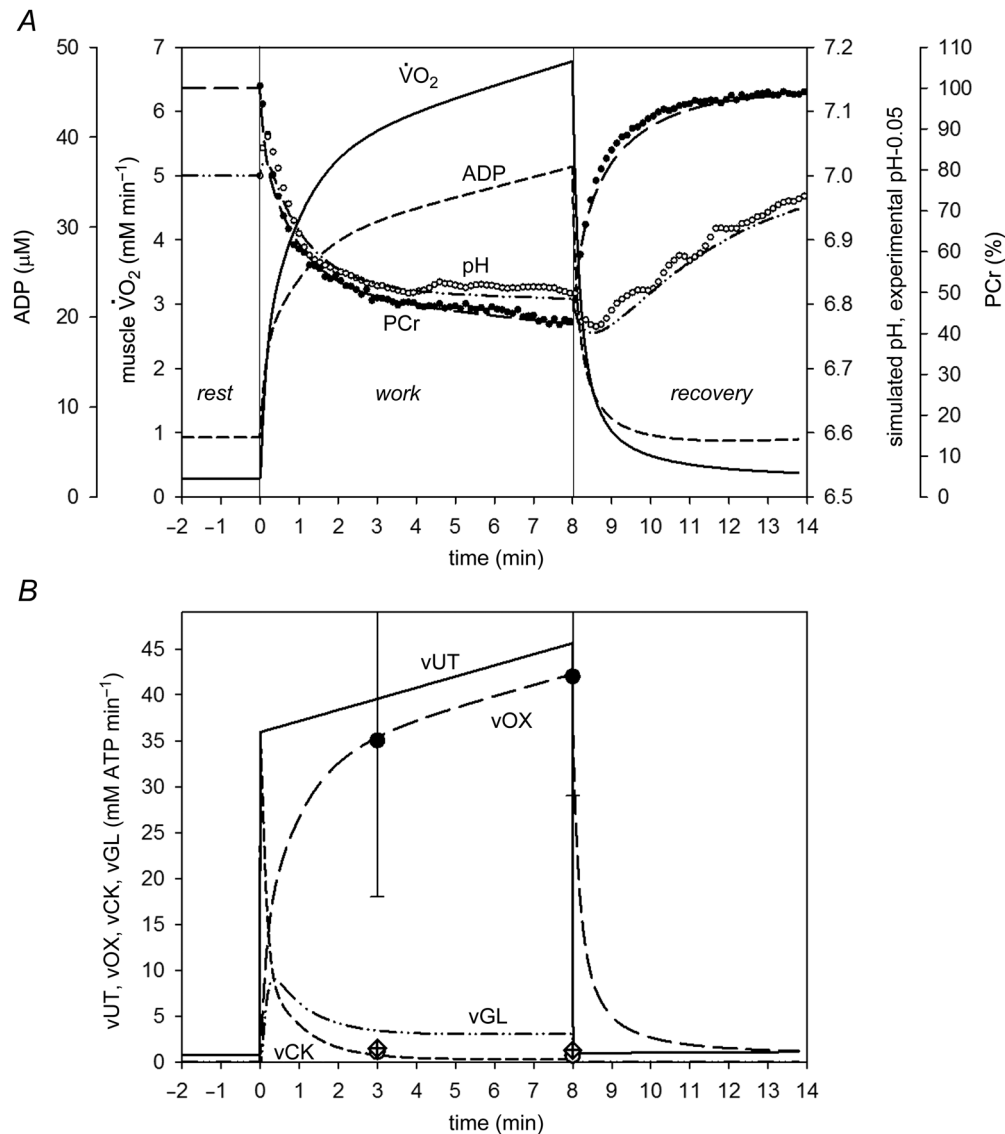 A
50
40
30
20
10
0
ADP (μM)
7
6
5
4
3
2
1
0
muscle V̇O₂ (mM min⁻¹)
V̇O₂
ADP
pH
PCr
rest
work
recovery
7.2
7.1
7.0
6.9
6.8
6.7
6.6
6.5
simulated pH, experimental pH-0.05
110
100
90
80
70
60
50
40
30
20
10
0
PCr (%)
−2 −1 0 1 2 3 4 5 6 7 8 9 10 11 12 13 14
time (min)
B
45
40
35
30
25
20
15
10
5
0
vUT, vOX, vCK, vGL (mM ATP min⁻¹)
vUT
vOX
vGL
vCK
−2 −1 0 1 2 3 4 5 6 7 8 9 10 11 12 13 14
time (min)